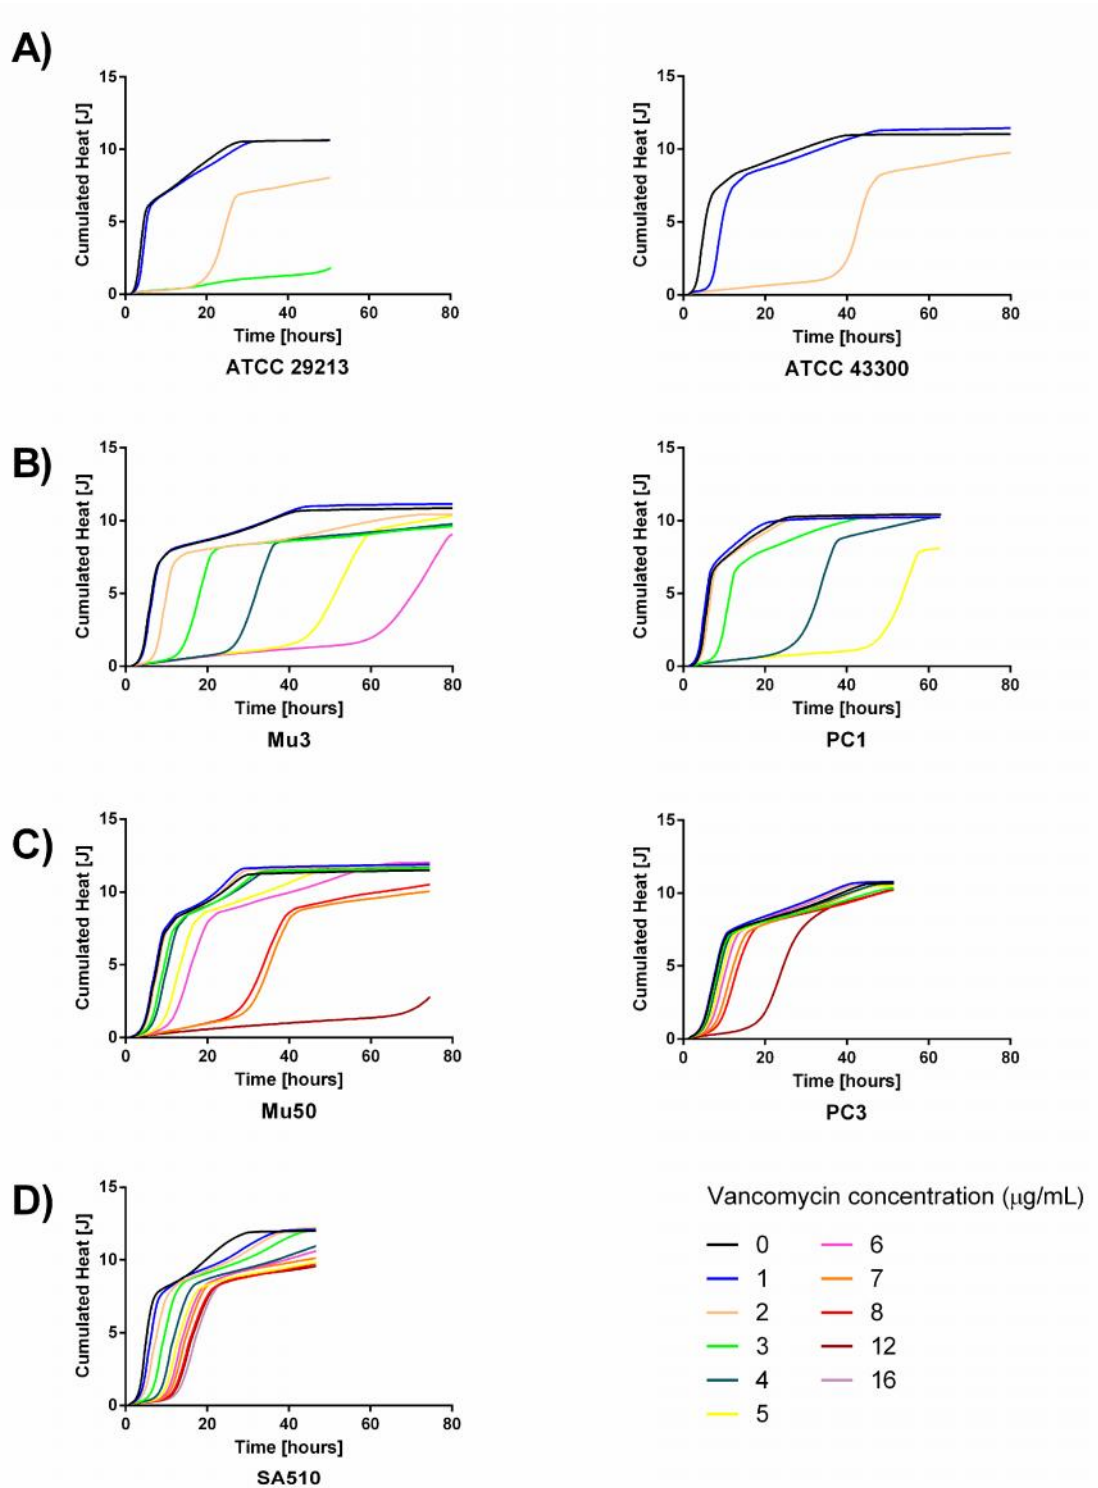 A)
15
10
5
0
Cumulated Heat [J]
0 20 40 60 80
Time [hours]
ATCC 29213
15
10
5
0
Cumulated Heat [J]
0 20 40 60 80
Time [hours]
ATCC 43300
B)
15
10
5
0
Cumulated Heat [J]
0 20 40 60 80
Time [hours]
Mu3
15
10
5
0
Cumulated Heat [J]
0 20 40 60 80
Time [hours]
PC1
C)
15
10
5
0
Cumulated Heat [J]
0 20 40 60 80
Time [hours]
Mu50
15
10
5
0
Cumulated Heat [J]
0 20 40 60 80
Time [hours]
PC3
D)
15
10
5
0
Cumulated Heat [J]
0 20 40 60 80
Time [hours]
SA510
Vancomycin concentration (μg/mL)
0 6
1 7
2 8
3 12
4 16
5